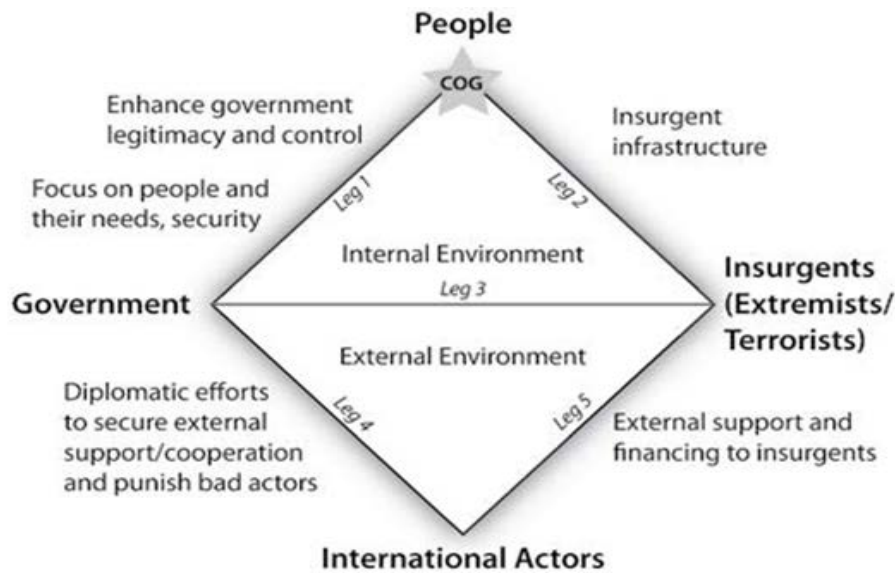 People
COG
Enhance government
legitimacy and control
Insurgent
infrastructure
Focus on people and
their needs, security
Leg 1
Leg 2
Internal Environment
Government
Leg 3
Insurgents
(Extremists/
Terrorists)
External Environment
Diplomatic efforts
to secure external
support/cooperation
and punish bad actors
Leg 4
Leg 5
External support and
financing to insurgents
International Actors